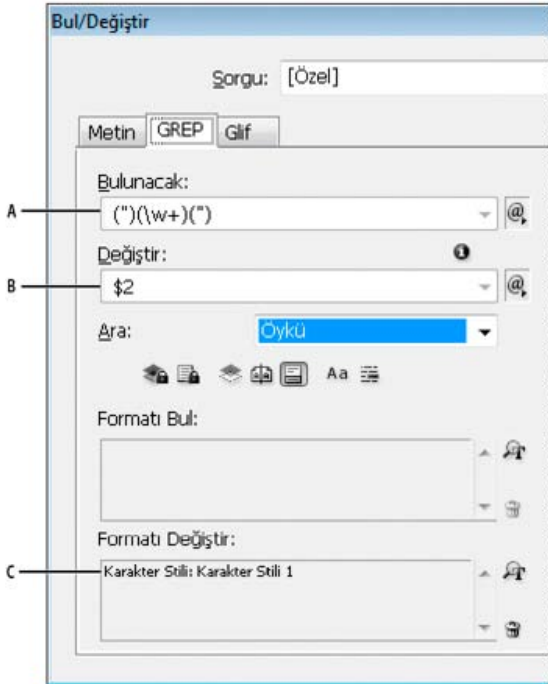 Bul/Değiştir
Sorgu: [Özel]
Metin GREP Glif
Bulunacak:
A (")(\w+)(")
Değiştir:
B $2
Ara: Öykü
Aa
Formatı Bul:
Formatı Değiştir:
C Karakter Stili: Karakter Stili 1